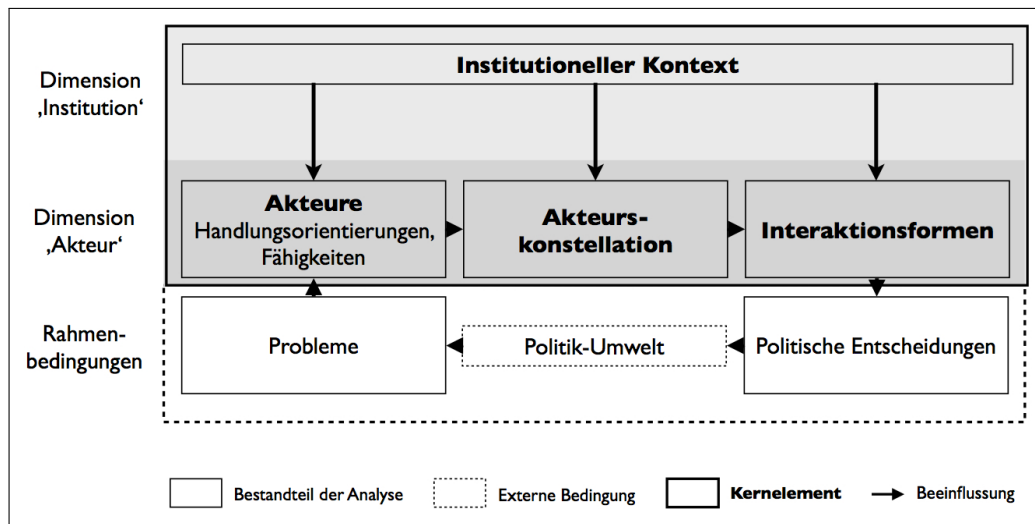 Dimension
‚Institution‘
Institutioneller Kontext
Dimension
‚Akteur‘
Akteure
Handlungsorientierungen,
Fähigkeiten
Akteurs-
konstellation
Interaktionsformen
Rahmen-
bedingungen
Probleme
Politik-Umwelt
Politische Entscheidungen
Bestandteil der Analyse
Externe Bedingung
Kernelement
Beeinflussung